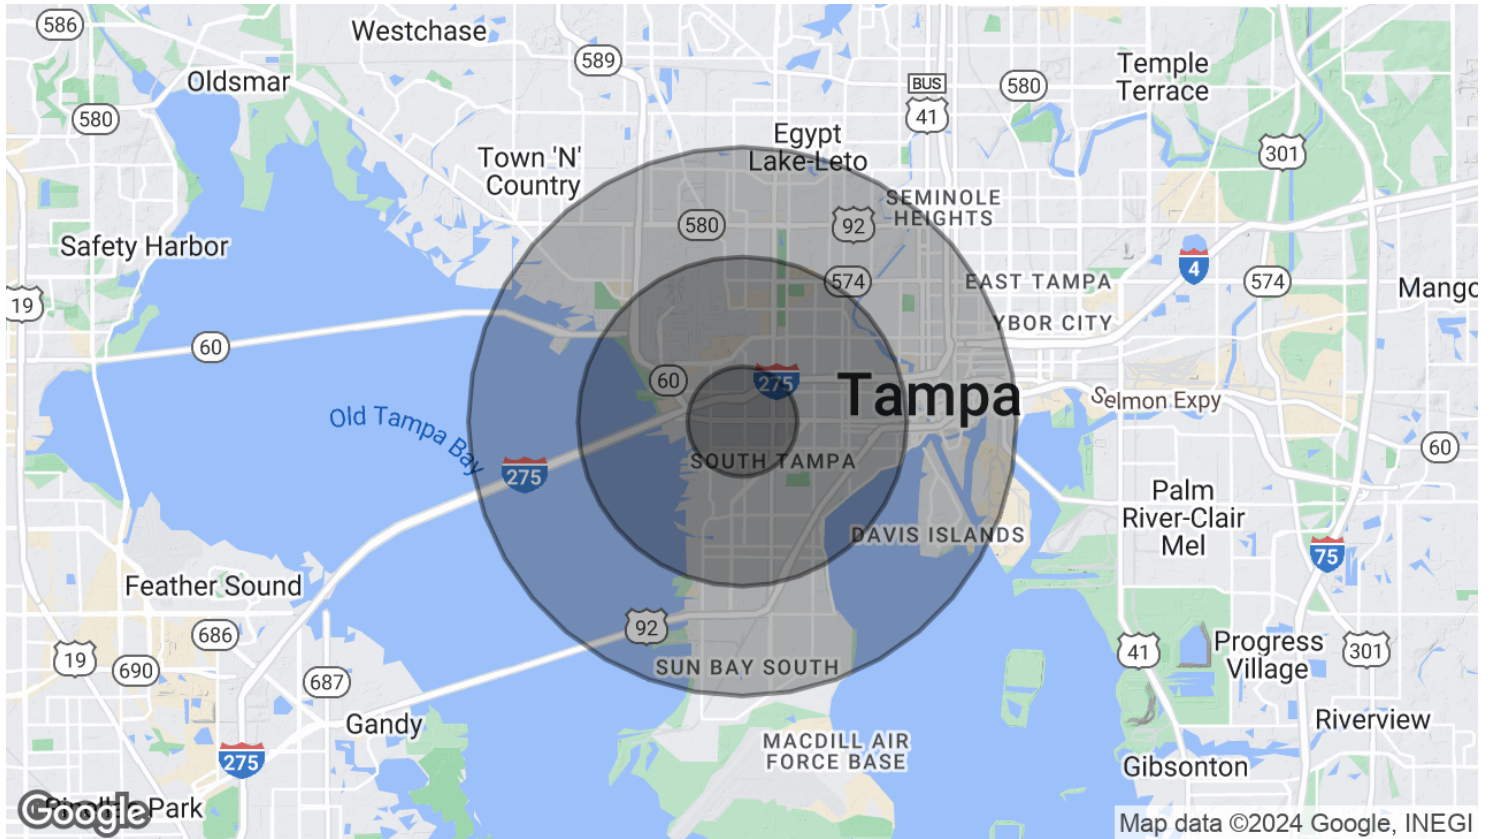 586
Westchase
589
Oldsmar
580
BUS
41
580
Temple
Terrace
Egypt
Lake-Leto
301
Town 'N'
Country
SEMINOLE
HEIGHTS
580
92
Safety Harbor
4
574
EAST TAMPA
574
Mango
19
YBOR CITY
60
60
275
Tampa
Selmon Expy
Old Tampa Bay
60
SOUTH TAMPA
275
Palm
River-Clair
Mel
DAVIS ISLANDS
75
Feather Sound
686
92
19
690
687
SUN BAY SOUTH
41
Progress
Village
301
Gandy
Riverview
275
MACDILL AIR
FORCE BASE
Gibsonton
Google
Park
Map data ©2024 Google, INEGI